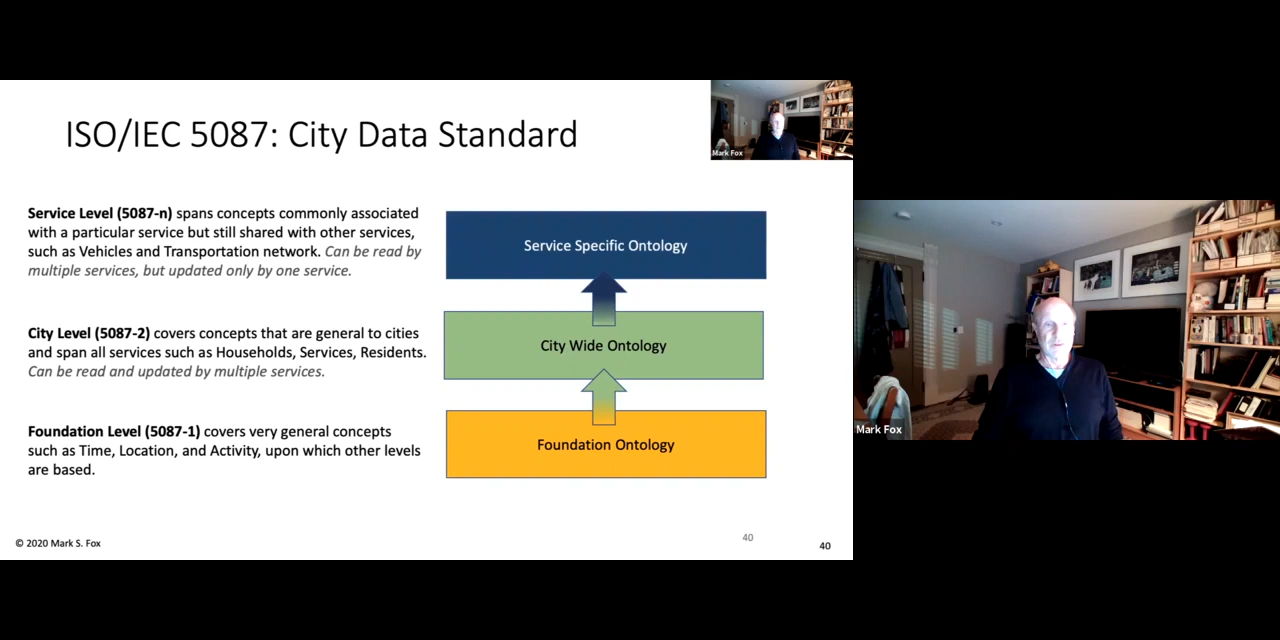 ISO/IEC 5087: City Data Standard
Mark Fox
Service Level (5087-n) spans concepts commonly associated
with a particular service but still shared with other services,
such as Vehicles and Transportation network. Can be read by
multiple services, but updated only by one service.
Service Specific Ontology
City Level (5087-2) covers concepts that are general to cities
and span all services such as Households, Services, Residents.
Can be read and updated by multiple services.
City Wide Ontology
Foundation Level (5087-1) covers very general concepts
such as Time, Location, and Activity, upon which other levels
are based.
Foundation Ontology
© 2020 Mark S. Fox
40
40
Mark Fox